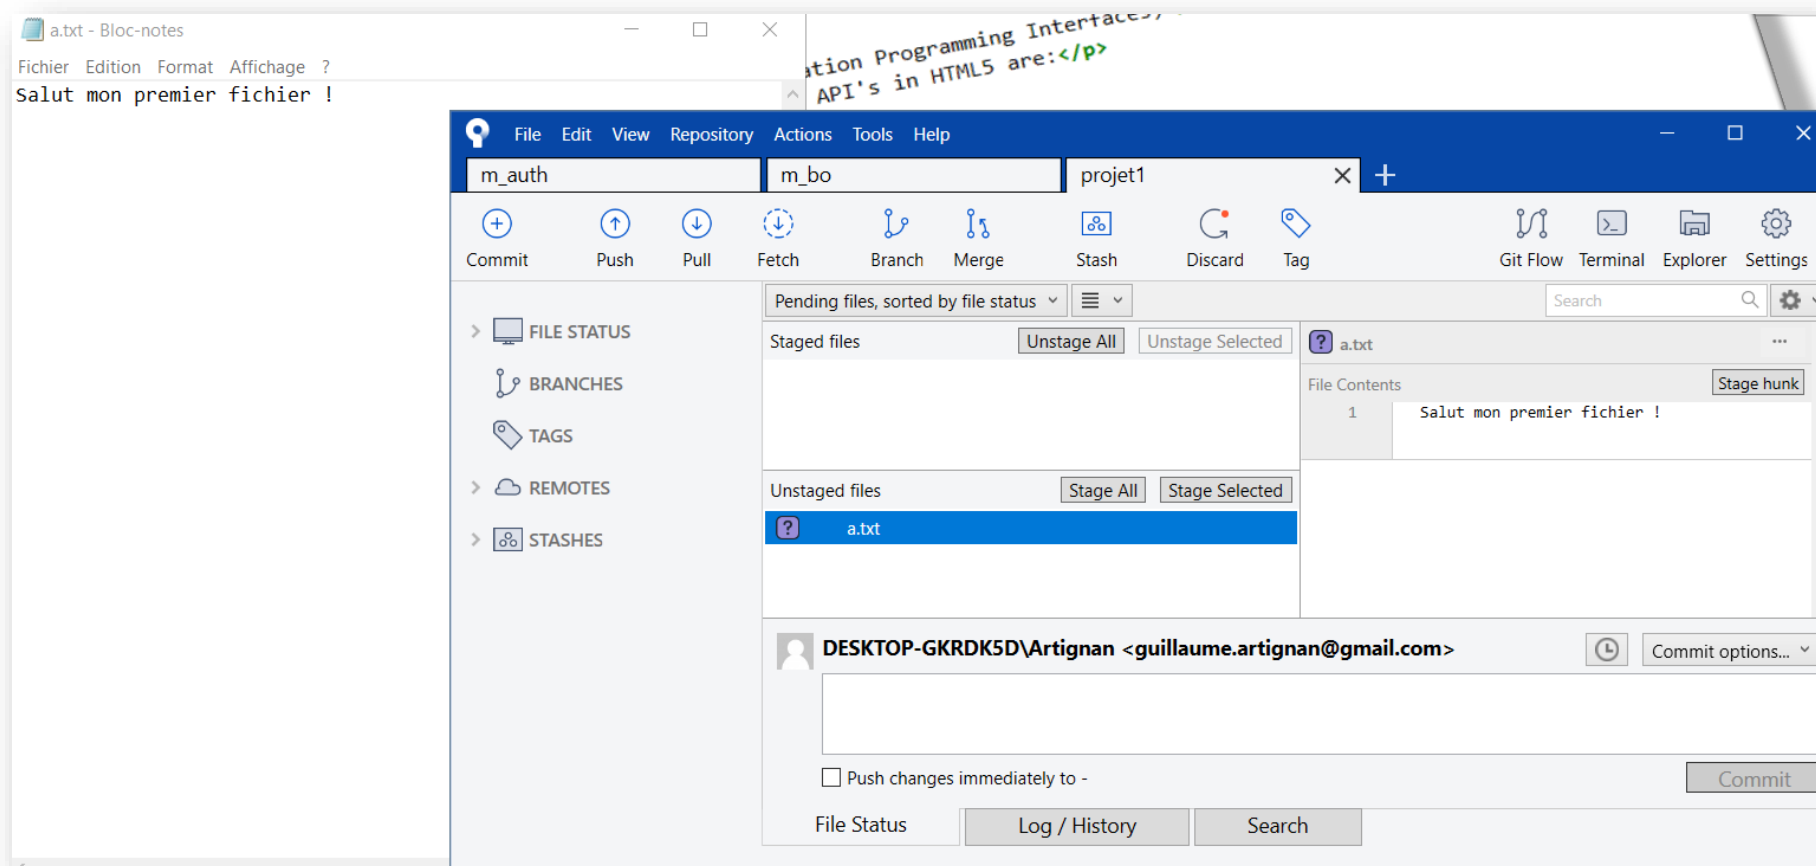 a.txt - Bloc-notes
Fichier Edition Format Affichage ?
Salut mon premier fichier !
ation Programming Interfaces)
API's in HTML5 are:</p>
File Edit View Repository Actions Tools Help
m_auth m_bo projet1
Commit Push Pull Fetch Branch Merge Stash Discard Tag Git Flow Terminal Explorer Settings
Pending files, sorted by file status Search
FILE STATUS
BRANCHES
TAGS
REMOTES
STASHES
Staged files Unstage All Unstage Selected
Unstaged files Stage All Stage Selected
? a.txt
? a.txt ...
File Contents Stage hunk
1 Salut mon premier fichier !
DESKTOP-GKRDK5D\Artignan <guillaume.artignan@gmail.com> Commit options...
Push changes immediately to -
Commit
File Status Log / History Search